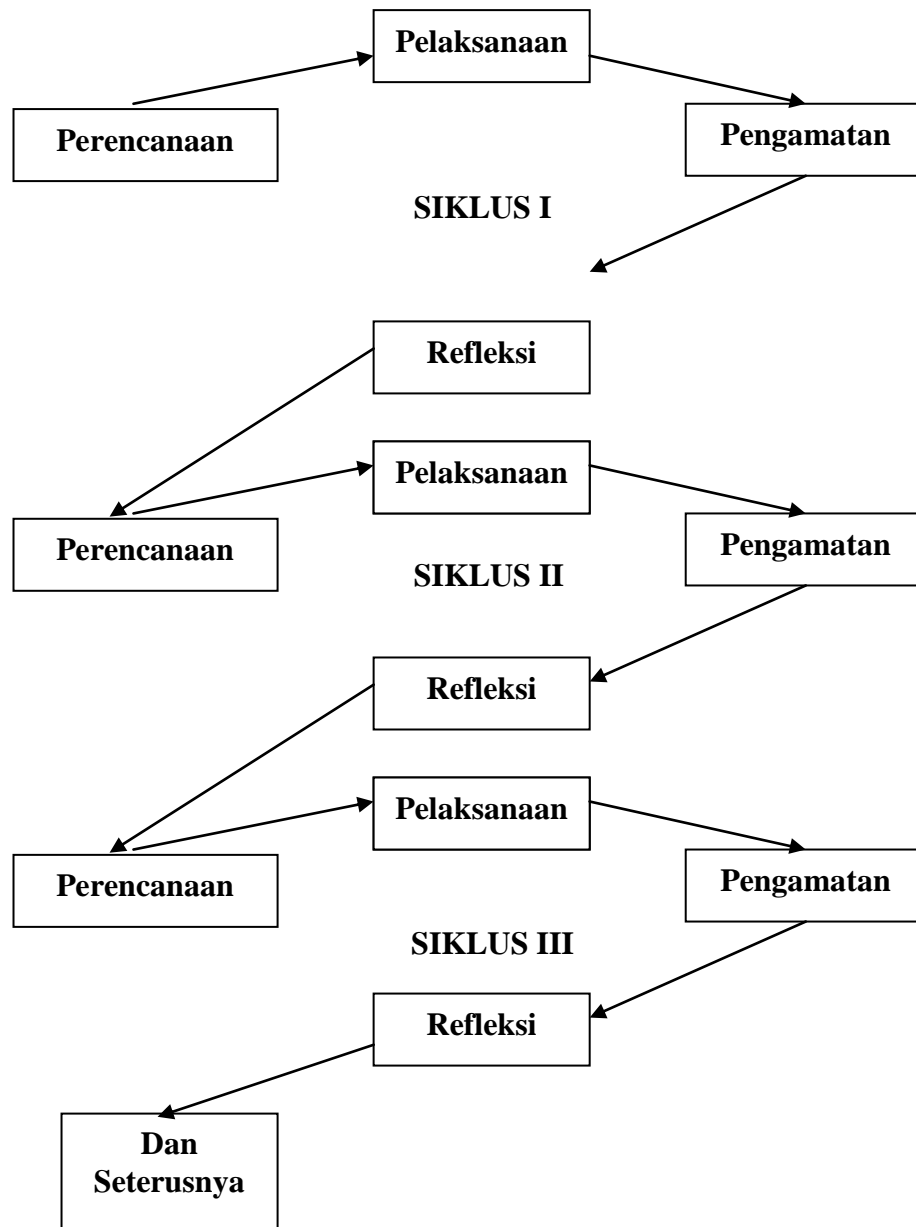 Pelaksanaan
Perencanaan
Pengamatan
SIKLUS I
Refleksi
Pelaksanaan
Perencanaan
Pengamatan
SIKLUS II
Refleksi
Pelaksanaan
Perencanaan
Pengamatan
SIKLUS III
Refleksi
Dan
Seterusnya